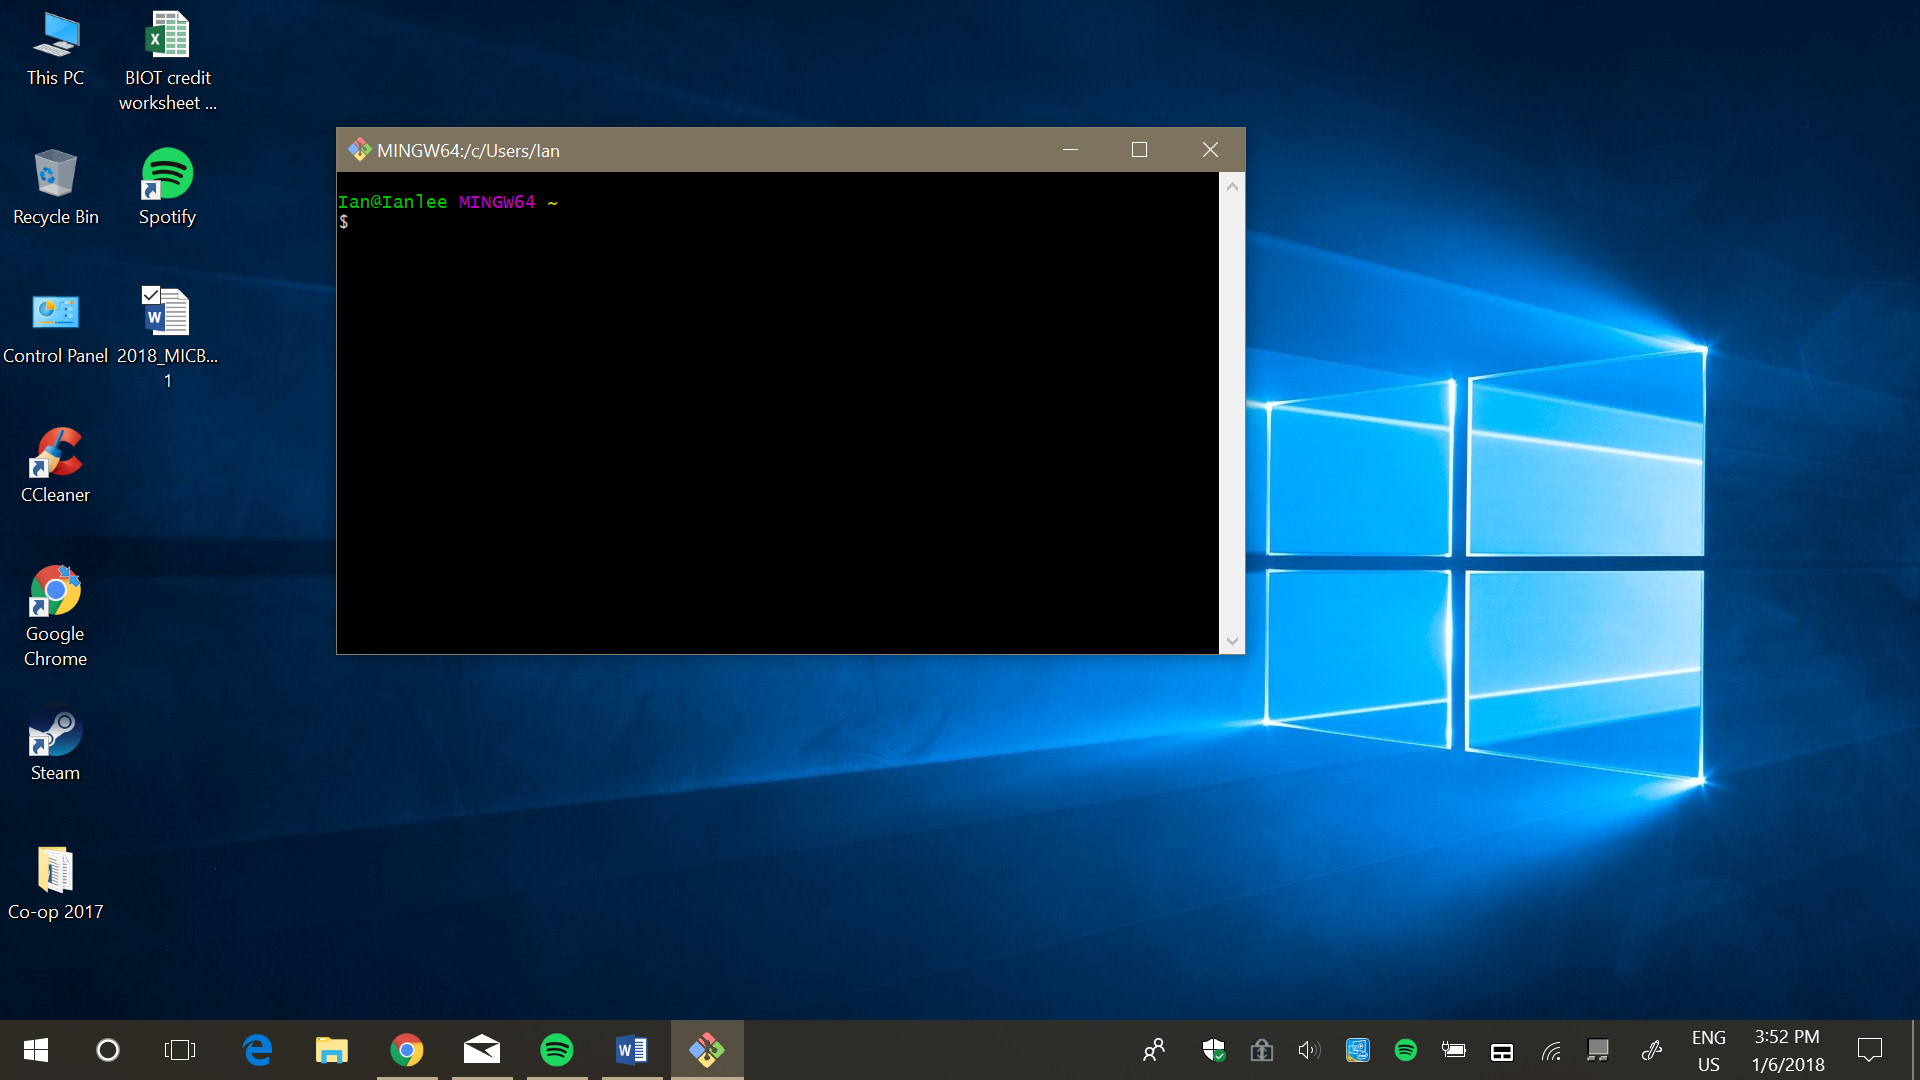 This PC
BIOT credit
worksheet ...
Recycle Bin
Spotify
Control Panel
2018_MICB...
1
CCleaner
Google
Chrome
Steam
Co-op 2017
MINGW64:/c/Users/Ian
Ian@Ianlee MINGW64 ~
$
ENG
US
3:52 PM
1/6/2018